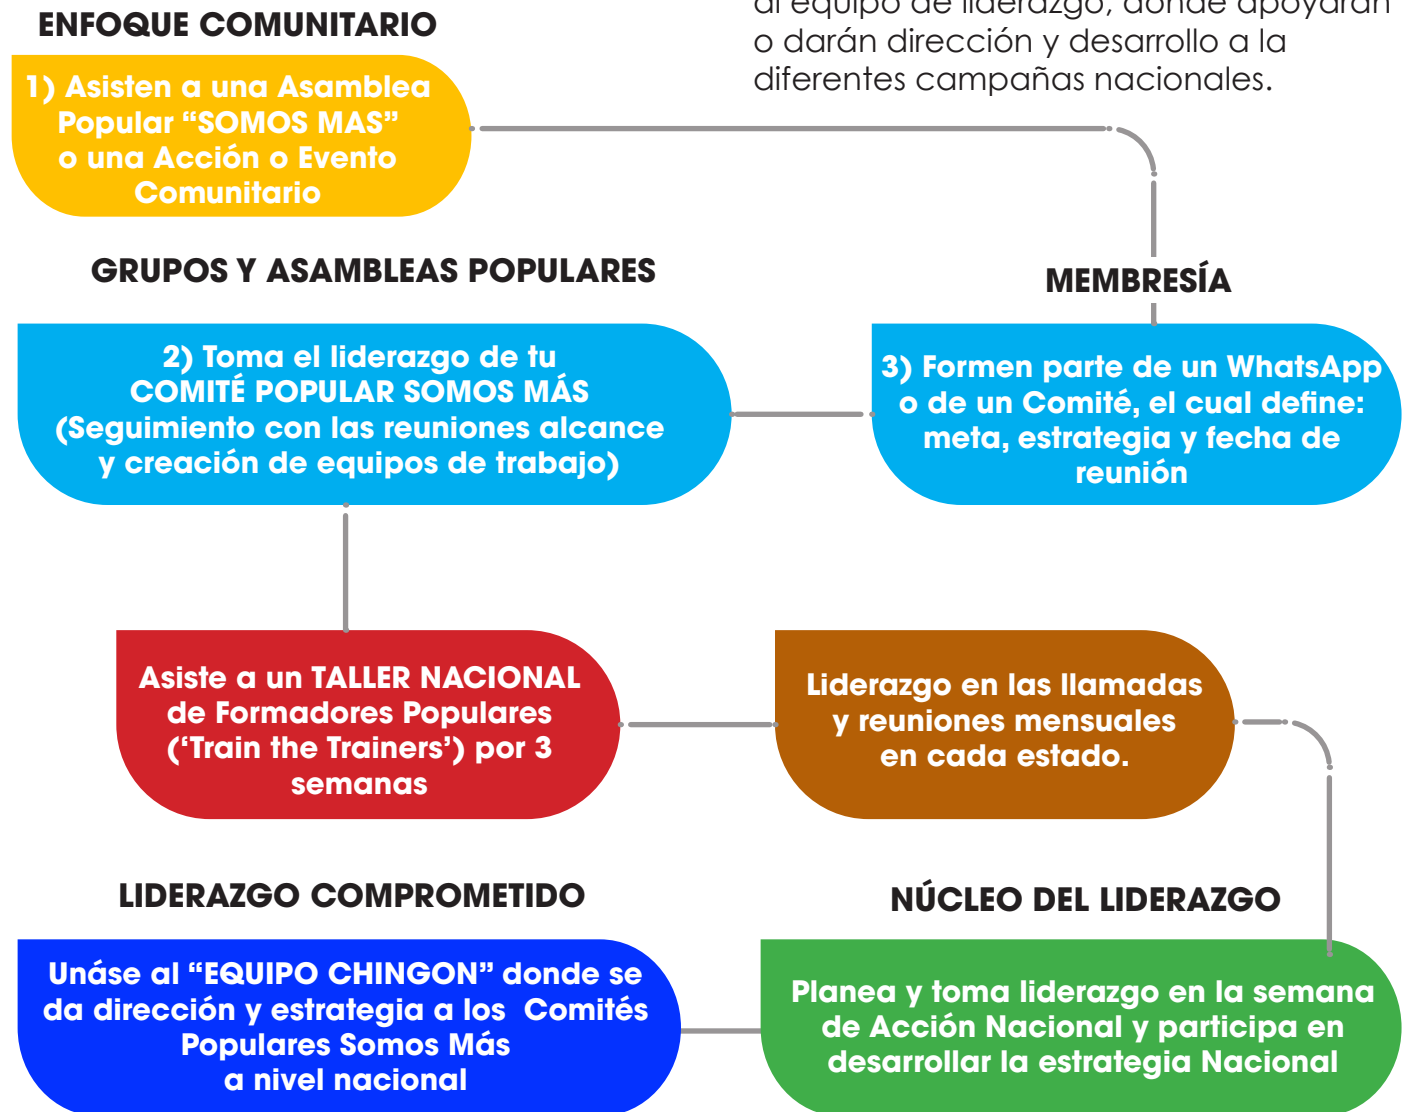 al equipo de liderazgo, donde apoyarán
o darán dirección y desarrollo a la
diferentes campañas nacionales.
ENFOQUE COMUNITARIO
1) Asisten a una Asamblea
Popular “SOMOS MAS”
o una Acción o Evento
Comunitario
GRUPOS Y ASAMBLEAS POPULARES
MEMBRESÍA
2) Toma el liderazgo de tu
COMITÉ POPULAR SOMOS MÁS
(Seguimiento con las reuniones alcance
y creación de equipos de trabajo)
3) Formen parte de un WhatsApp
o de un Comité, el cual define:
meta, estrategia y fecha de
reunión
Asiste a un TALLER NACIONAL
de Formadores Populares
(‘Train the Trainers’) por 3
semanas
Liderazgo en las llamadas
y reuniones mensuales
en cada estado.
LIDERAZGO COMPROMETIDO
NÚCLEO DEL LIDERAZGO
Unáse al “EQUIPO CHINGON” donde se
da dirección y estrategia a los Comités
Populares Somos Más
a nivel nacional
Planea y toma liderazgo en la semana
de Acción Nacional y participa en
desarrollar la estrategia Nacional